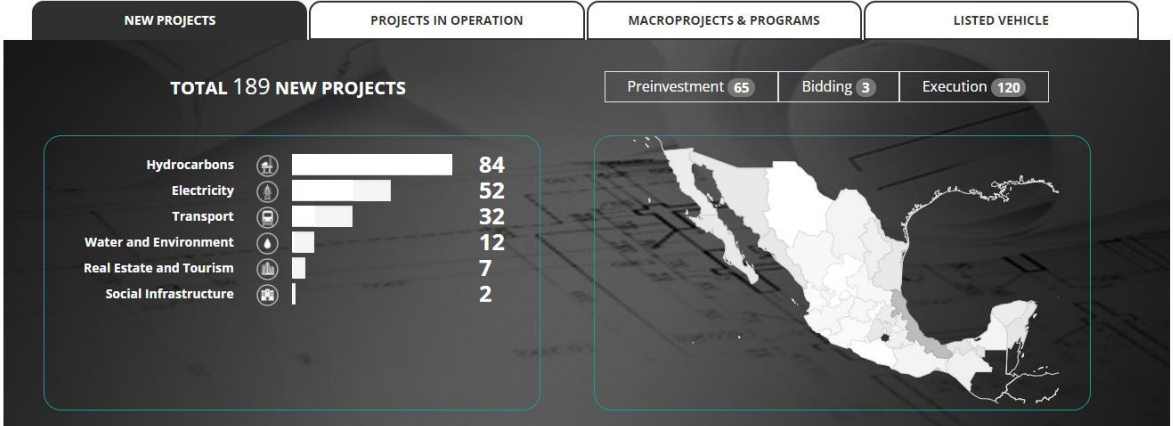 NEW PROJECTS
PROJECTS IN OPERATION
MACROPROJECTS & PROGRAMS
LISTED VEHICLE
TOTAL 189 NEW PROJECTS
Preinvestment 65
Bidding 3
Execution 120
Hydrocarbons 84
Electricity 52
Transport 32
Water and Environment 12
Real Estate and Tourism 7
Social Infrastructure 2